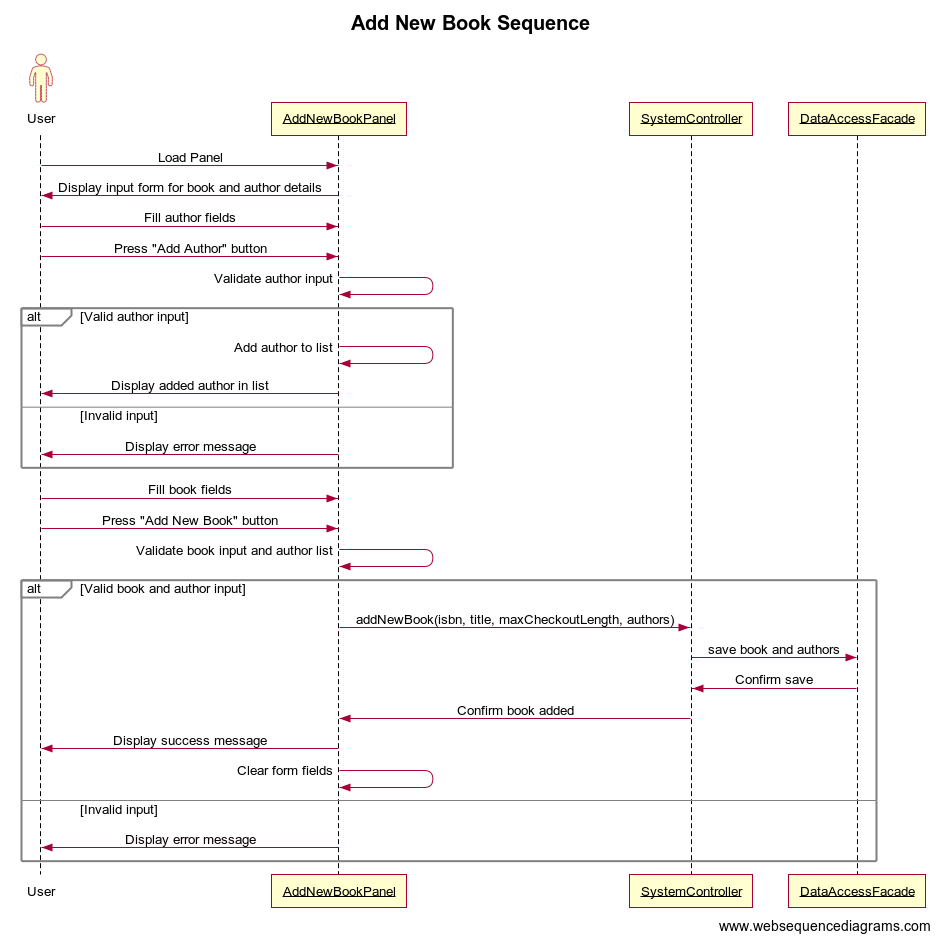 Add New Book Sequence
User
AddNewBookPanel
SystemController
DataAccessFacade
Load Panel
Display input form for book and author details
Fill author fields
Press "Add Author" button
Validate author input
alt [Valid author input]
Add author to list
Display added author in list
[Invalid input]
Display error message
Fill book fields
Press "Add New Book" button
Validate book input and author list
alt [Valid book and author input]
addNewBook(isbn, title, maxCheckoutLength, authors)
save book and authors
Confirm save
Confirm book added
Display success message
Clear form fields
[Invalid input]
Display error message
User
AddNewBookPanel
SystemController
DataAccessFacade
www.websequencediagrams.com